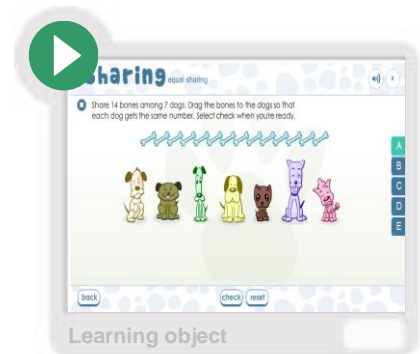 haring equal sharing
Share 14 bones among 7 dogs. Drag the bones to the dogs so that
each dog gets the same number. Select check when you're ready.
A
B
C
D
E
back check reset
Learning object